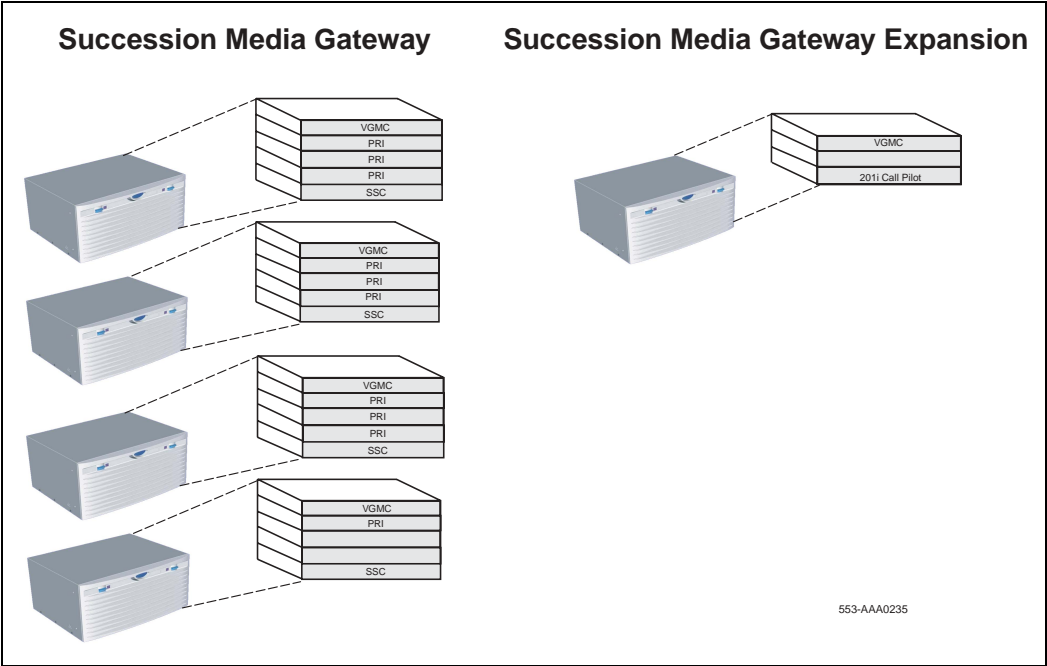 Succession Media Gateway
Succession Media Gateway Expansion
VGMC
PRI
PRI
PRI
SSC
VGMC
PRI
PRI
PRI
SSC
VGMC
PRI
PRI
PRI
SSC
VGMC
PRI
SSC
VGMC
201i Call Pilot
553-AAA0235